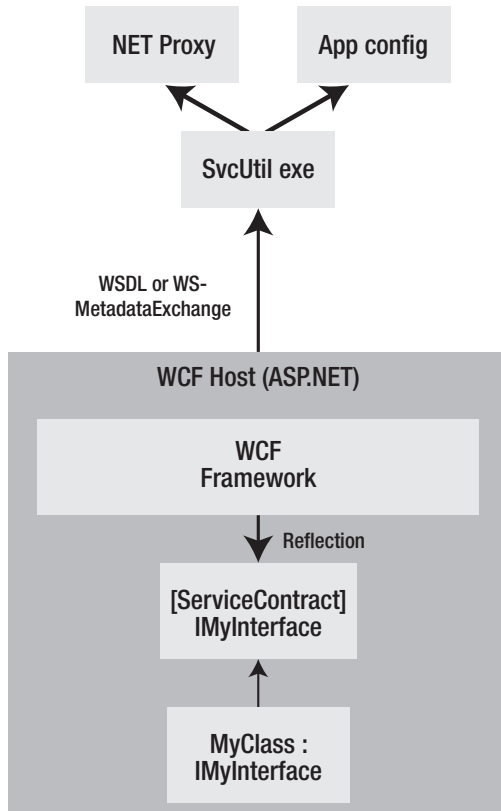 NET Proxy
App config
SvcUtil exe
WSDL or WS-
MetadataExchange
WCF Host (ASP.NET)
WCF
Framework
Reflection
[ServiceContract]
IMyInterface
MyClass :
IMyInterface